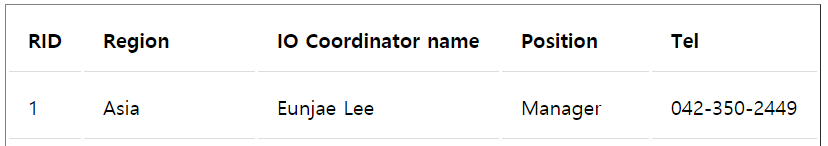 RID Region IO Coordinator name Position Tel
1 Asia Eunjae Lee Manager 042-350-2449